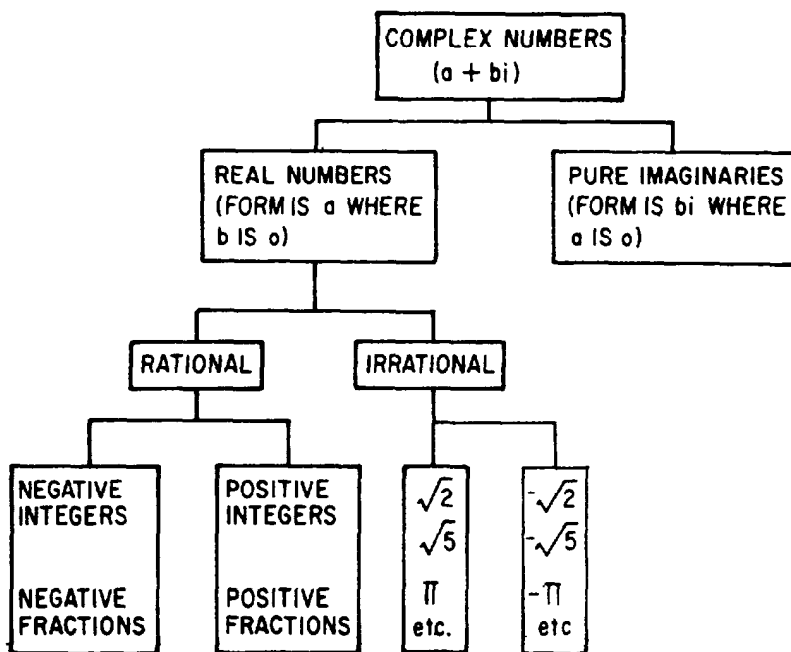 COMPLEX NUMBERS
(a + bi)
REAL NUMBERS
(FORM IS a WHERE
b IS o)
PURE IMAGINARIES
(FORM IS bi WHERE
a IS o)
RATIONAL
IRRATIONAL
NEGATIVE
INTEGERS
NEGATIVE
FRACTIONS
POSITIVE
INTEGERS
POSITIVE
FRACTIONS
√2
√5
π
etc.
-√2
-√5
-π
etc